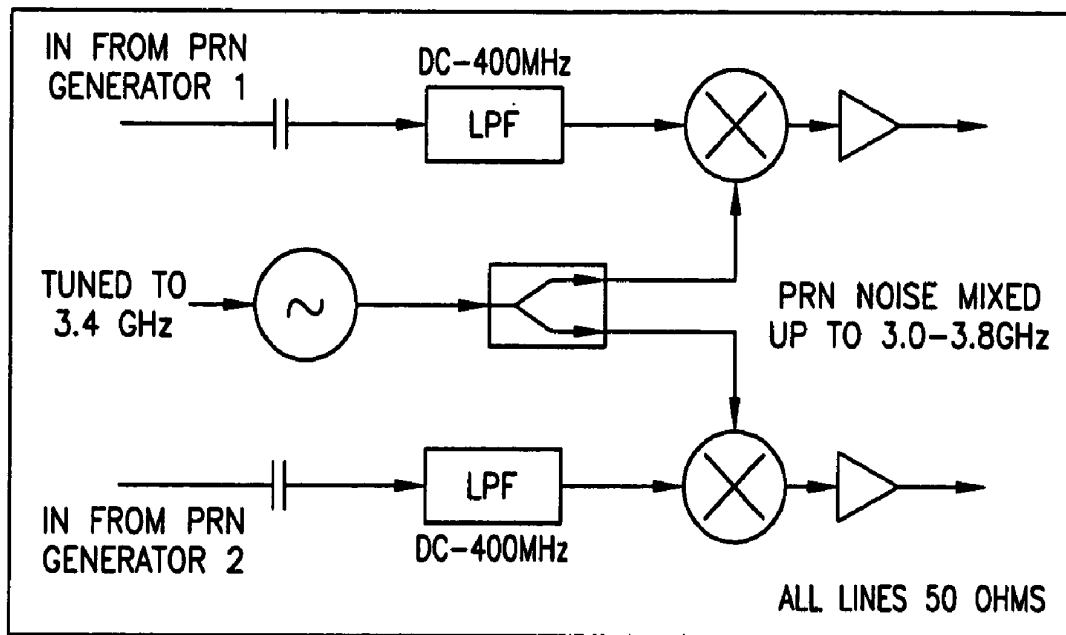 IN FROM PRN
GENERATOR 1
DC-400MHz
LPF
TUNED TO
3.4 GHz
PRN NOISE MIXED
UP TO 3.0-3.8GHz
LPF
DC-400MHz
IN FROM PRN
GENERATOR 2
ALL LINES 50 OHMS